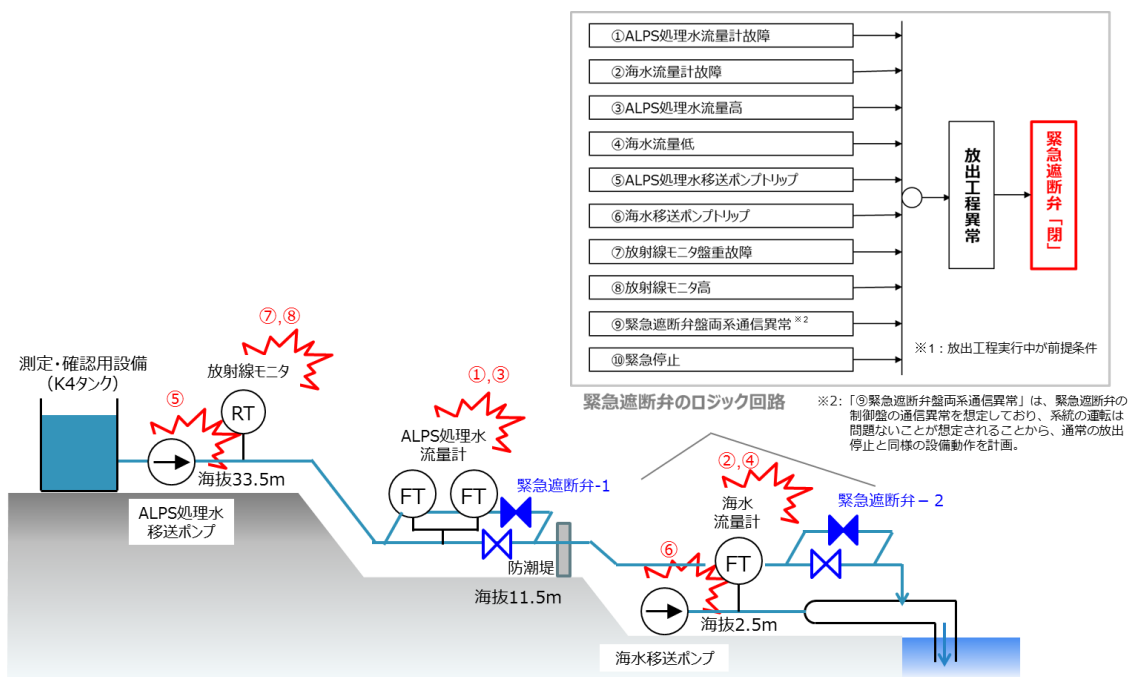 ①ALPS処理水流量計故障
②海水流量計故障
③ALPS処理水流量高
④海水流量低
⑤ALPS処理水移送ポンプトリップ
⑥海水移送ポンプトリップ
⑦放射線モニタ盤重故障
⑧放射線モニタ高
⑨緊急遮断弁盤両系通信異常※2
⑩緊急停止
放出工程異常
緊急遮断弁「閉」
※1：放出工程実行中が前提条件
緊急遮断弁のロジック回路
※2:「⑨緊急遮断弁盤両系通信異常」は、緊急遮断弁の
制御盤の通信異常を想定しており、系統の運転は
問題ないことが想定されることから、通常の放出
停止と同様の設備動作を計画。
測定・確認用設備
（K4タンク）
⑤
⑦,⑧
放射線モニタ
RT
海抜33.5m
ALPS処理水
移送ポンプ
①,③
ALPS処理水
流量計
FT
FT
緊急遮断弁-1
防潮堤
海抜11.5m
②,④
海水
流量計
FT
緊急遮断弁－2
⑥
海抜2.5m
海水移送ポンプ